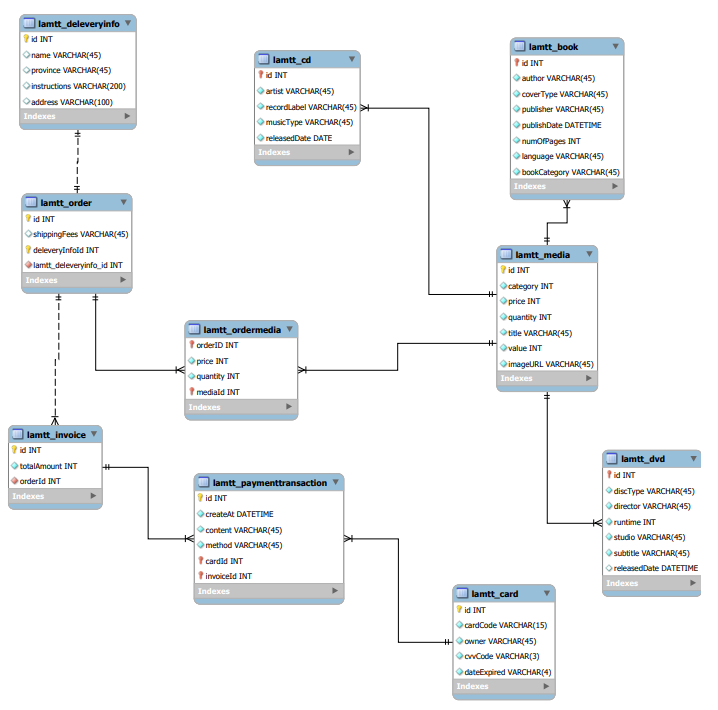 lamtt_deleveryinfo
id INT
name VARCHAR(45)
province VARCHAR(45)
instructions VARCHAR(200)
address VARCHAR(100)
Indexes
lamtt_cd
id INT
artist VARCHAR(45)
recordLabel VARCHAR(45)
musicType VARCHAR(45)
releasedDate DATE
Indexes
lamtt_book
id INT
author VARCHAR(45)
coverType VARCHAR(45)
publisher VARCHAR(45)
publishDate DATETIME
numOfPages INT
language VARCHAR(45)
bookCategory VARCHAR(45)
Indexes
lamtt_order
id INT
shippingFees VARCHAR(45)
deleveryInfoId INT
lamtt_deleveryinfo_id INT
Indexes
lamtt_media
id INT
category INT
price INT
quantity INT
title VARCHAR(45)
value INT
imageURL VARCHAR(45)
Indexes
lamtt_ordermedia
orderID INT
price INT
quantity INT
mediaId INT
Indexes
lamtt_invoice
id INT
totalAmount INT
orderId INT
Indexes
lamtt_paymenttransaction
id INT
createAt DATETIME
content VARCHAR(45)
method VARCHAR(45)
cardId INT
invoiceId INT
Indexes
lamtt_dvd
id INT
discType VARCHAR(45)
director VARCHAR(45)
runtime INT
studio VARCHAR(45)
subtitle VARCHAR(45)
releasedDate DATETIME
Indexes
lamtt_card
id INT
cardCode VARCHAR(15)
owner VARCHAR(45)
cvvCode VARCHAR(3)
dateExpired VARCHAR(4)
Indexes